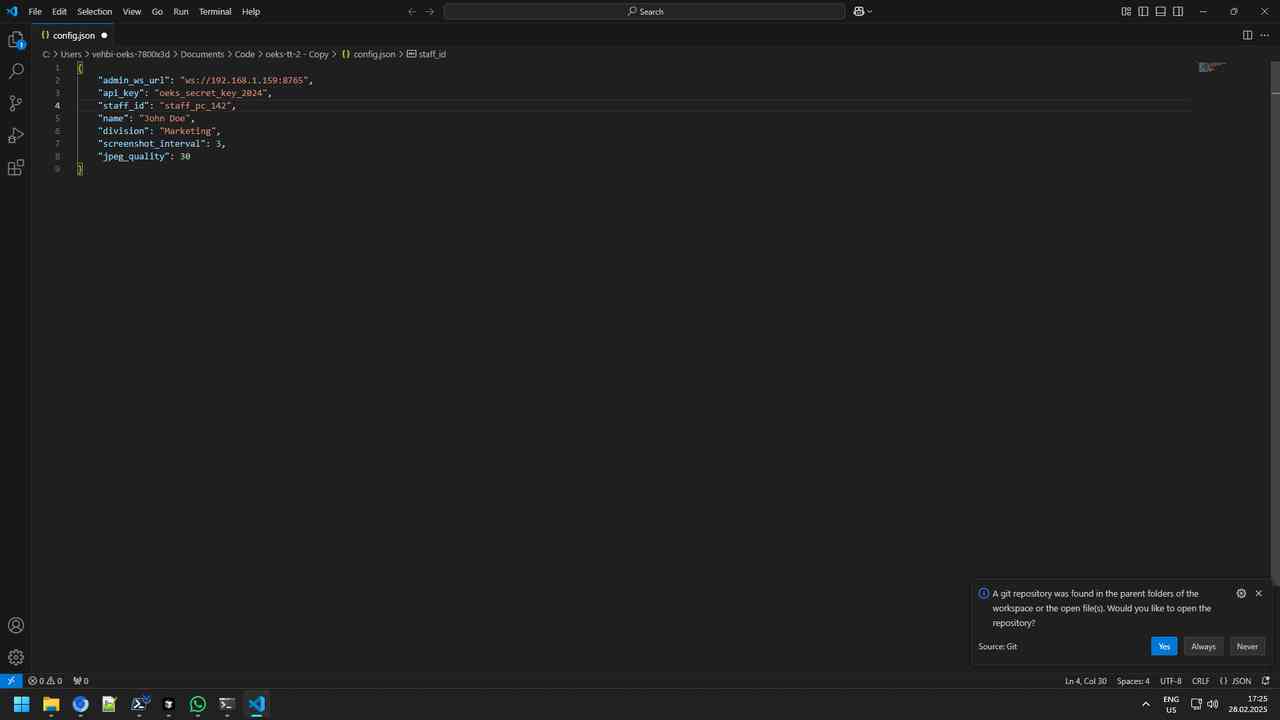 File Edit Selection View Go Run Terminal Help
Search
config.json
C: > Users > vehbi-oeks-7800x3d > Documents > Code > oeks-tt-2 - Copy > {} config.json > staff_id
1 {
2 "admin_ws_url": "ws://192.168.1.159:8765",
3 "api_key": "oeks_secret_key_2024",
4 "staff_id": "staff_pc_142",
5 "name": "John Doe",
6 "division": "Marketing",
7 "screenshot_interval": 3,
8 "jpeg_quality": 30
9 }
A git repository was found in the parent folders of the
workspace or the open file(s). Would you like to open the
repository?
Source: Git
Yes Always Never
0 0 0
Ln 4, Col 30 Spaces: 4 UTF-8 CRLF {} JSON
1
ENG
US
17:25
28.02.2025